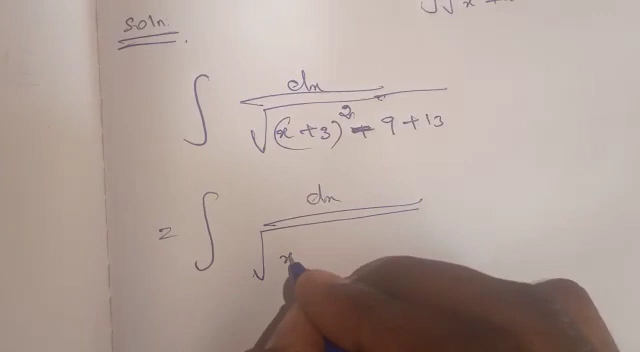 Soln.
∫ dx / √((x+3)² - 9 + 13
= ∫ dx / √x